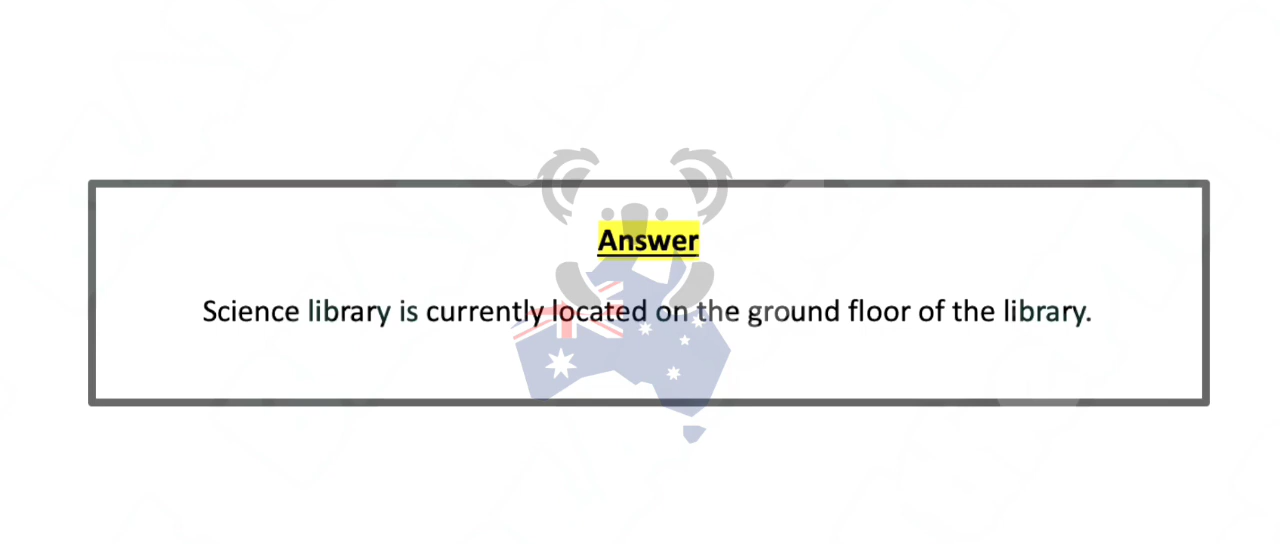 Answer
Science library is currently located on the ground floor of the library.